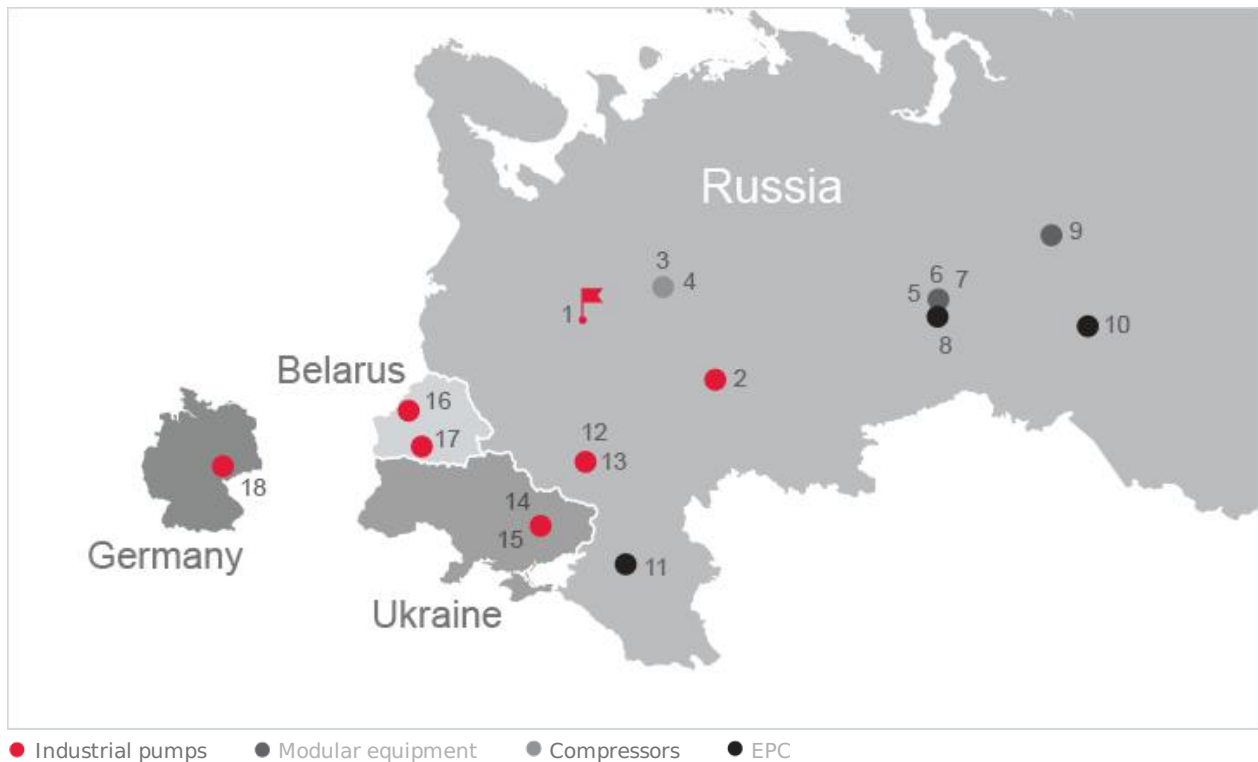 Russia
9
3
6
7
4
5
1
10
8
Belarus
2
16
17
12
13
18
14
15
Germany
11
Ukraine
Industrial pumps
Modular equipment
Compressors
EPC